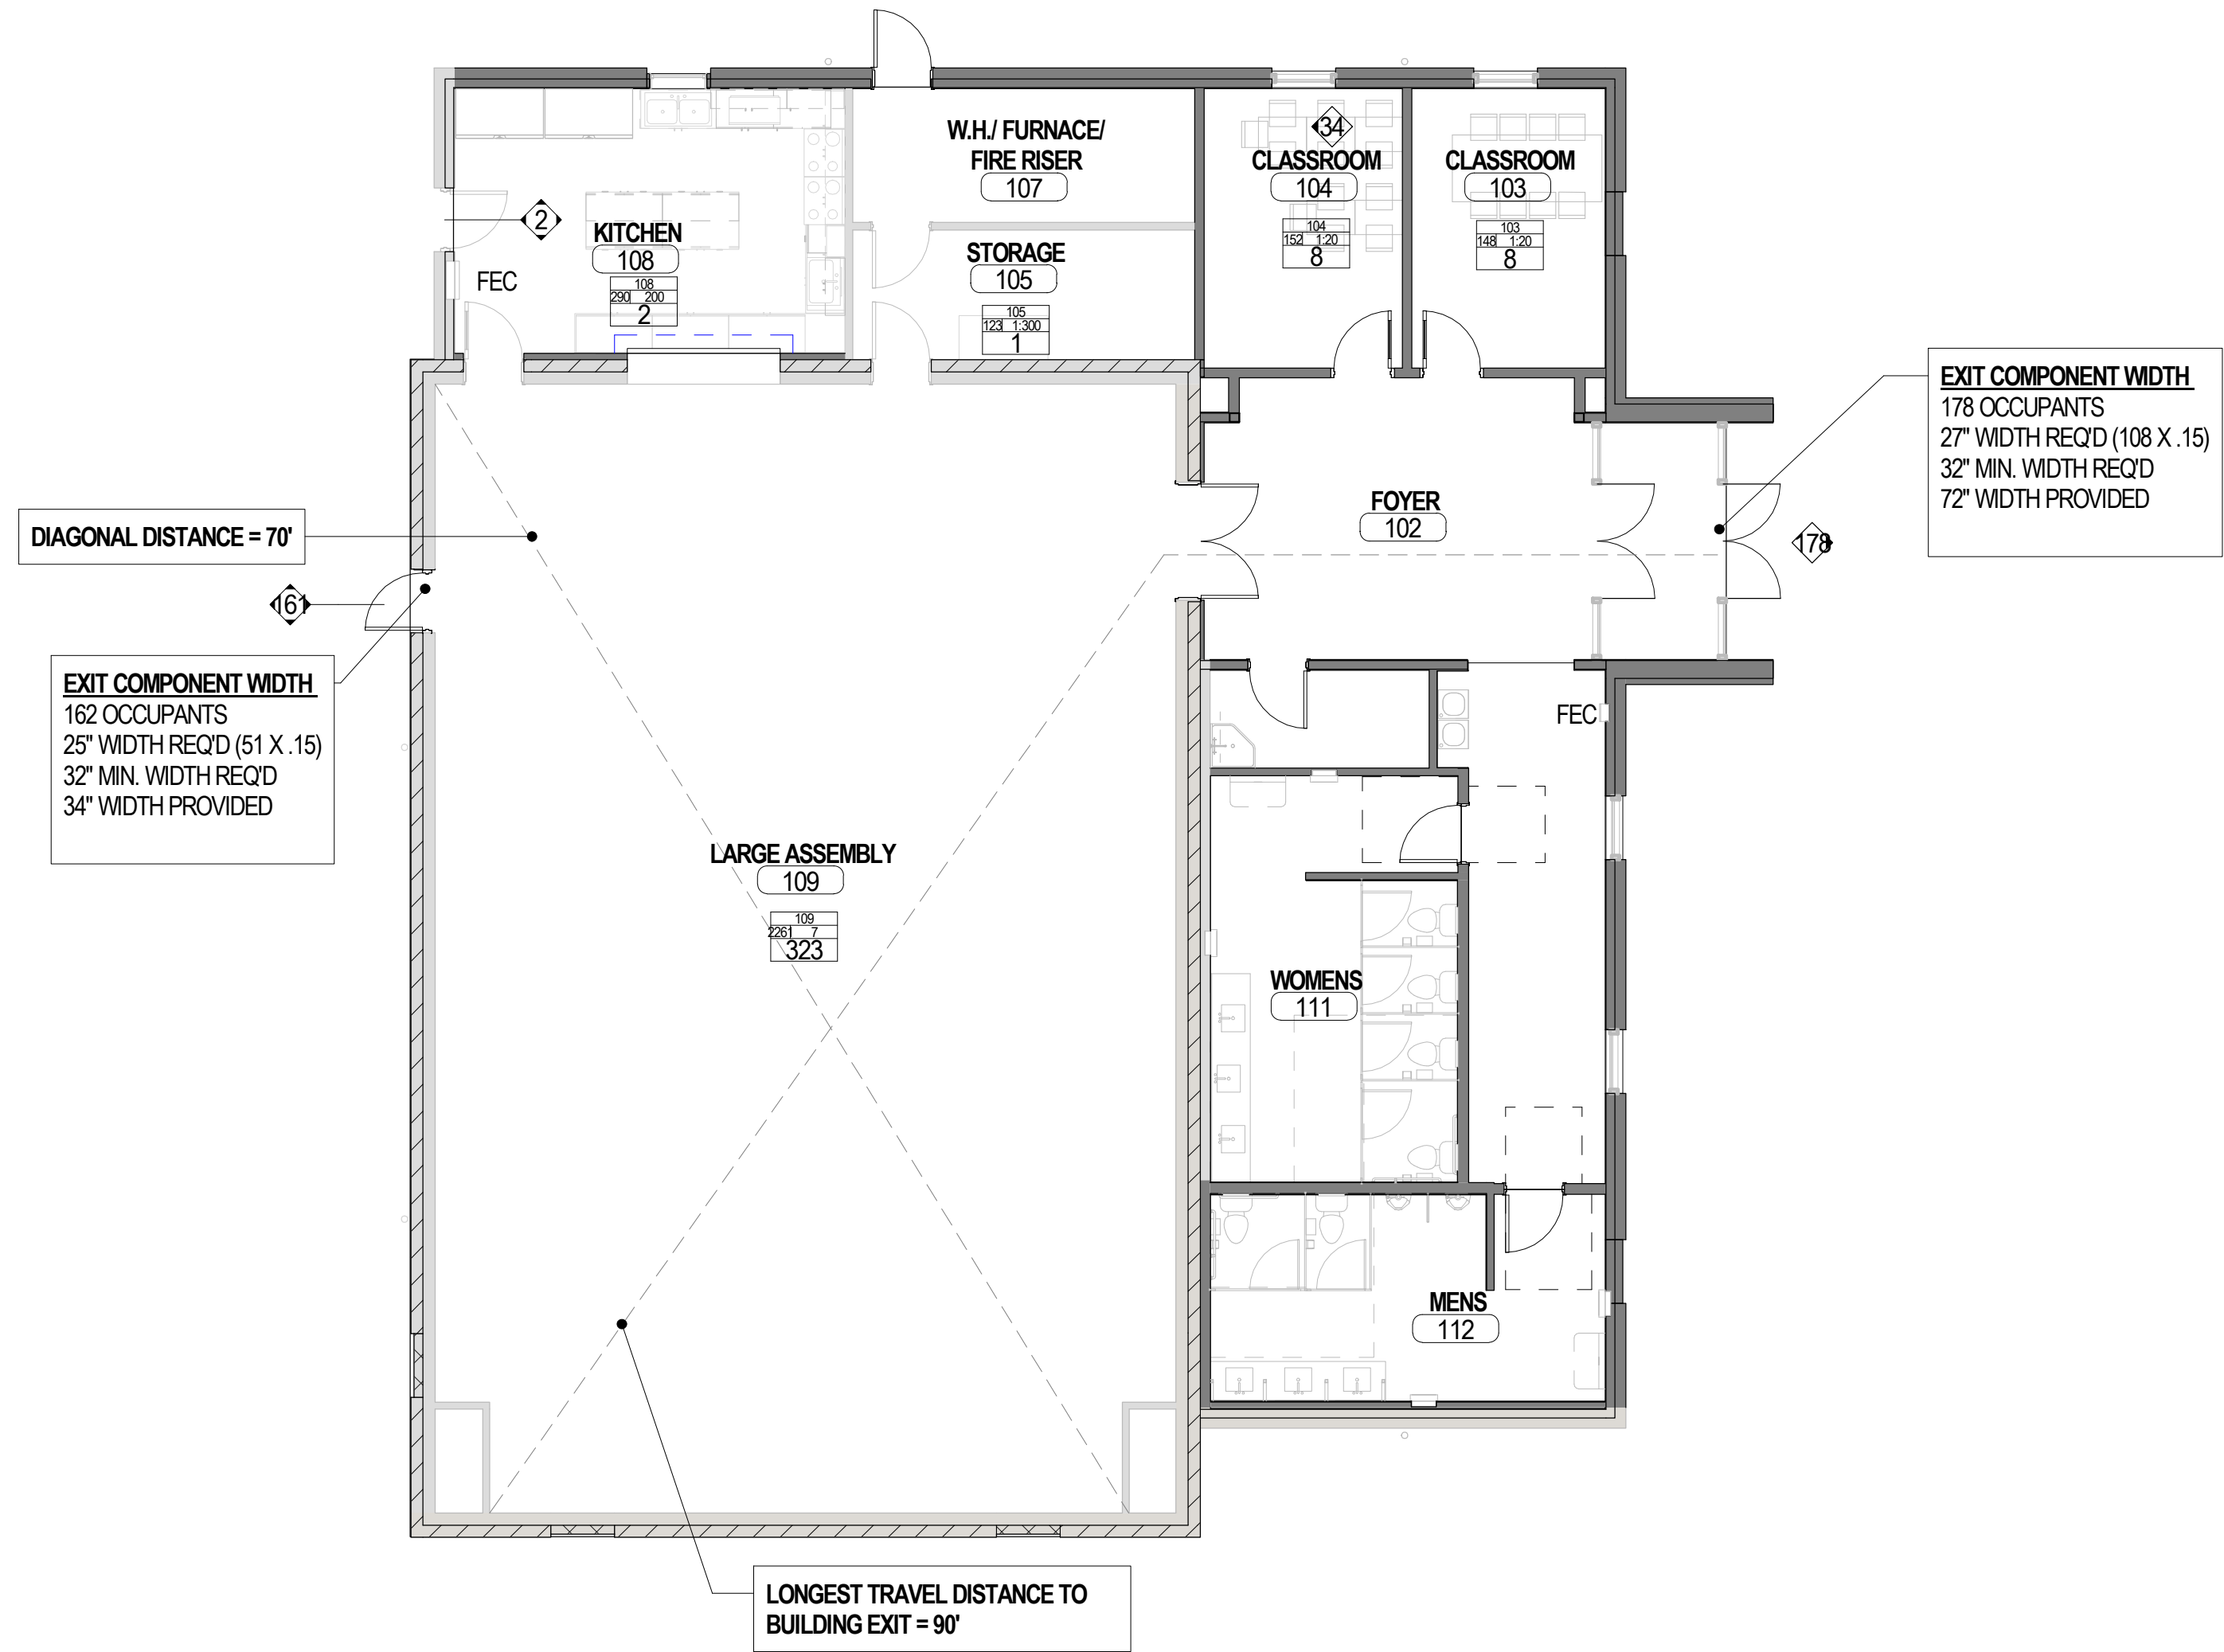 W.H./ FURNACE/
FIRE RISER
107
34
CLASSROOM
104
104
152 1:20
8
CLASSROOM
103
103
148 1:20
8
2
KITCHEN
108
108
290 200
2
FEC
STORAGE
105
105
123 1:300
1
EXIT COMPONENT WIDTH
178 OCCUPANTS
27" WIDTH REQ'D (108 X .15)
32" MIN. WIDTH REQ'D
72" WIDTH PROVIDED
FOYER
102
178
DIAGONAL DISTANCE = 70'
161
EXIT COMPONENT WIDTH
162 OCCUPANTS
25" WIDTH REQ'D (51 X .15)
32" MIN. WIDTH REQ'D
34" WIDTH PROVIDED
FEC
LARGE ASSEMBLY
109
109
2261 7
323
WOMENS
111
MENS
112
LONGEST TRAVEL DISTANCE TO
BUILDING EXIT = 90'